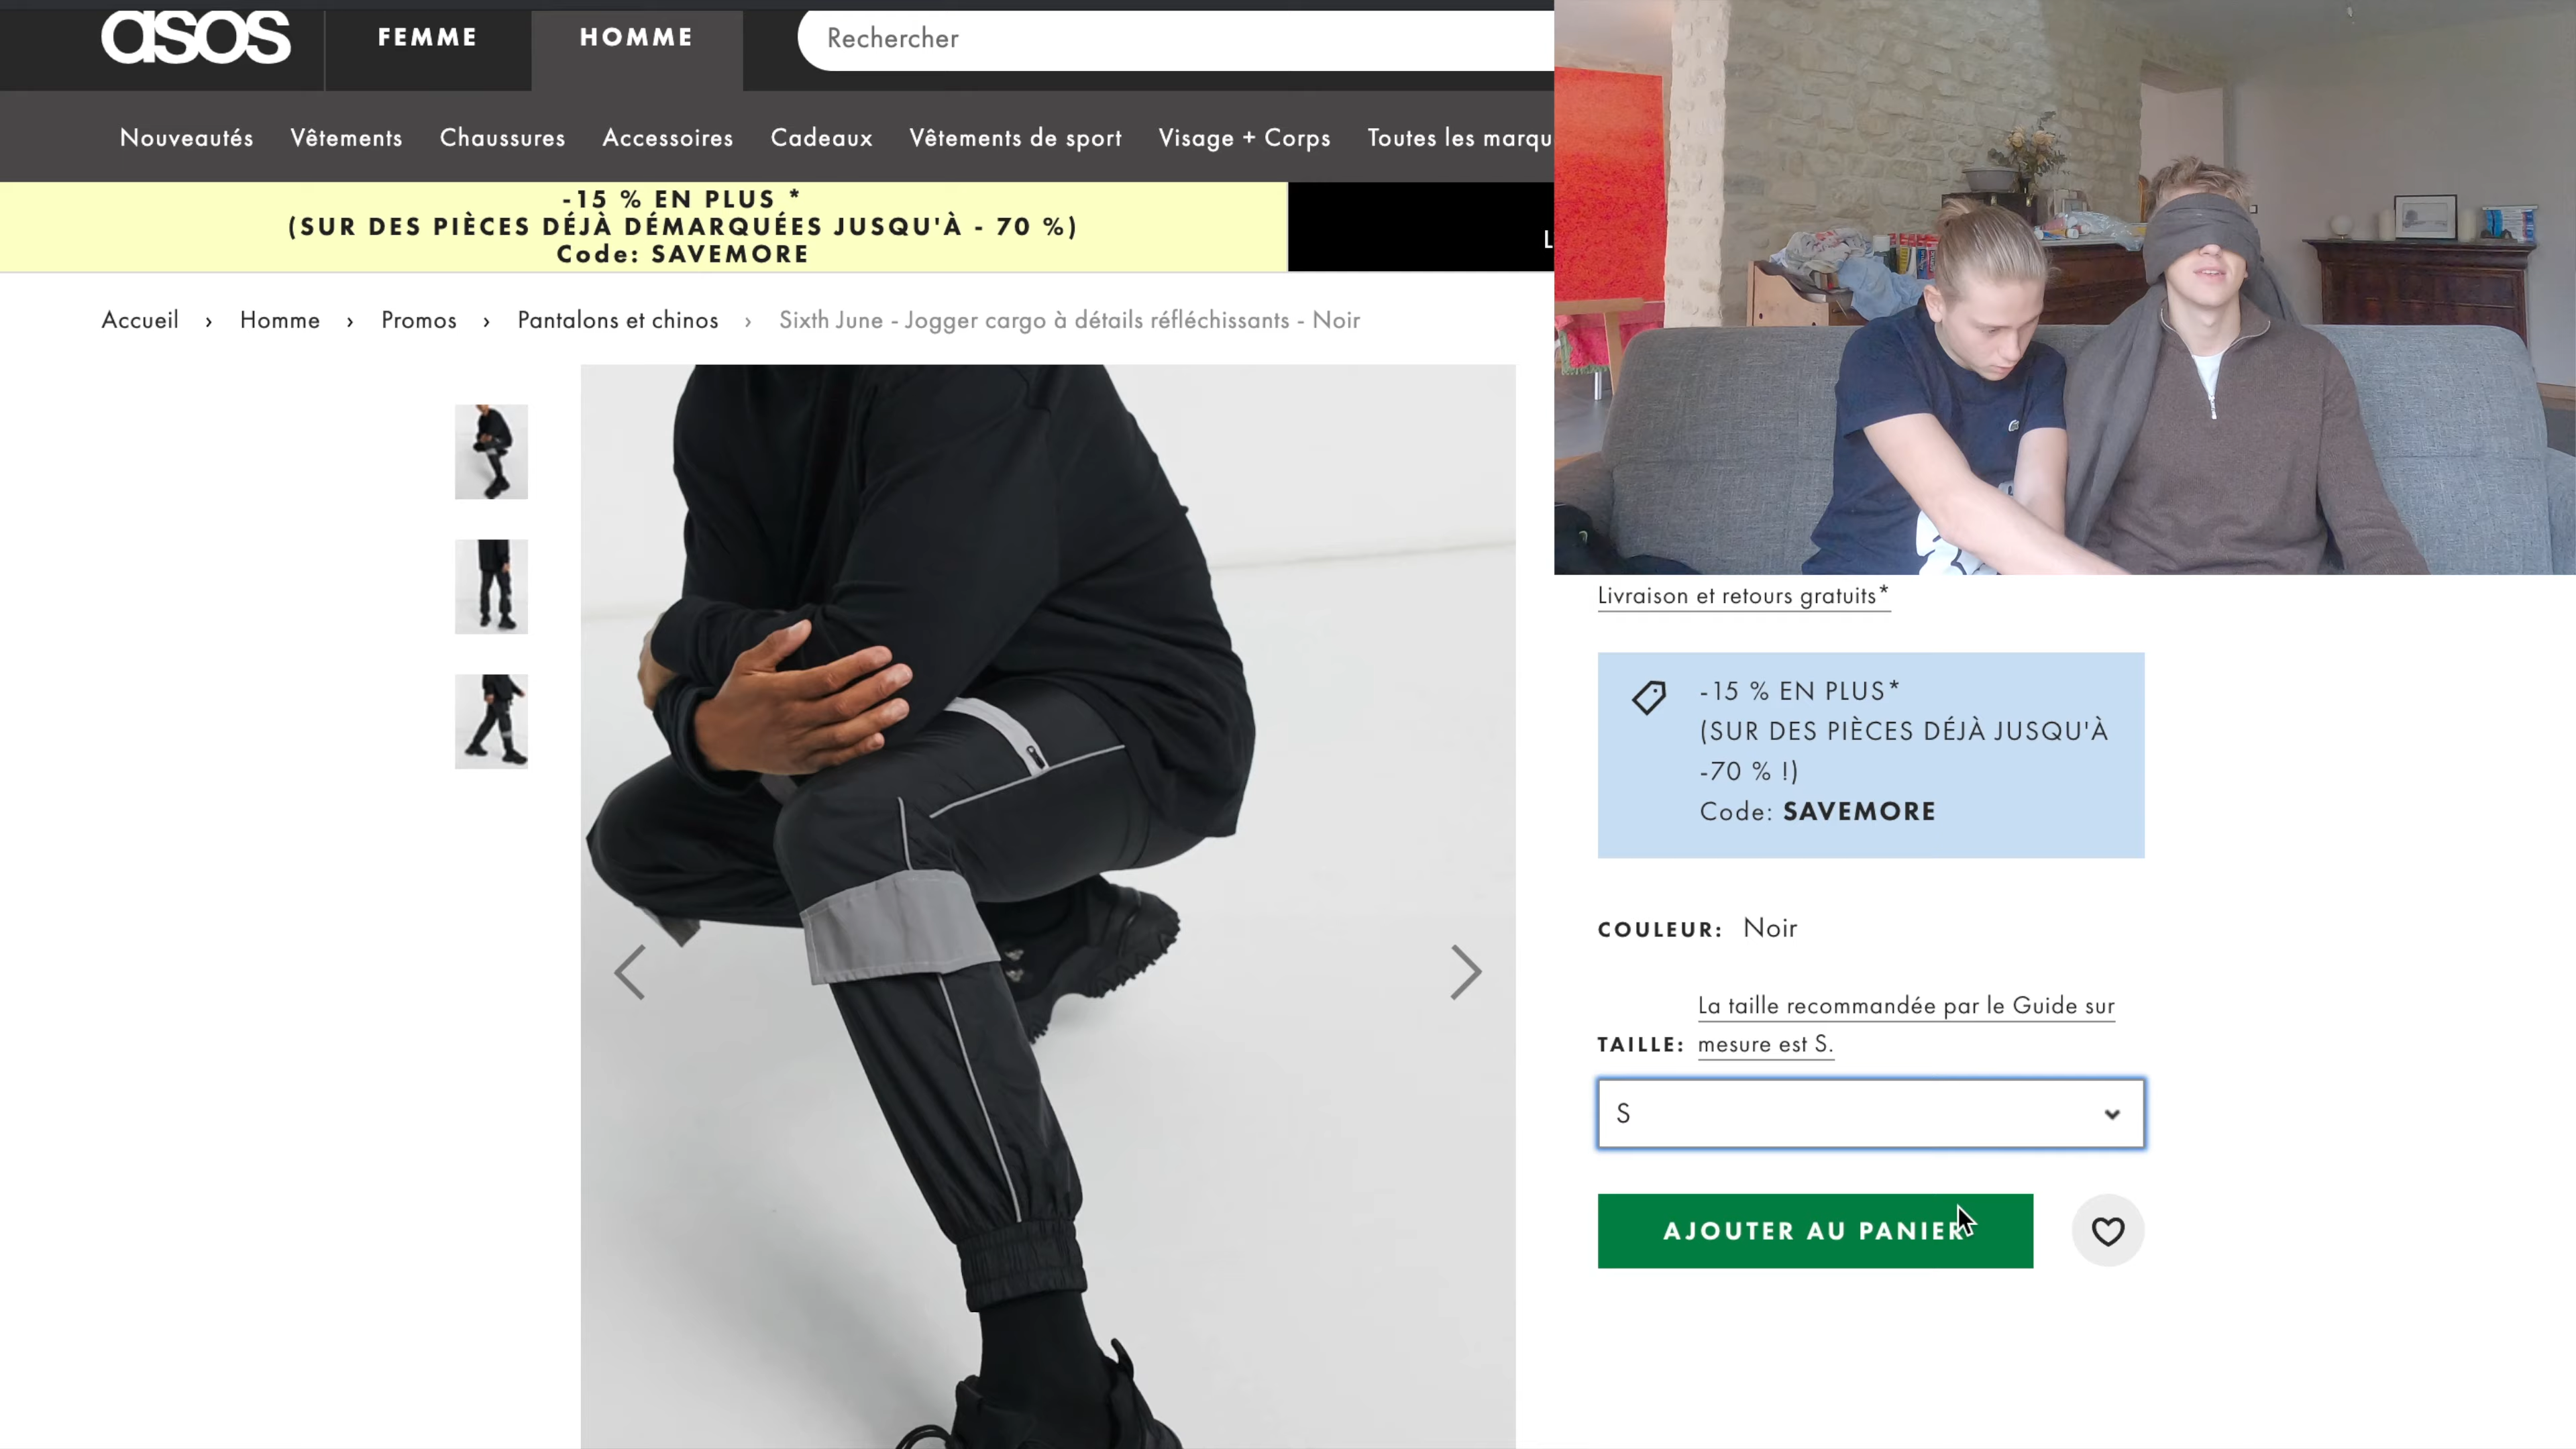 asos
FEMME
HOMME
Rechercher
Nouveautés
Vêtements
Chaussures
Accessoires
Cadeaux
Vêtements de sport
Visage + Corps
Toutes les marqu
-15 % EN PLUS *
(SUR DES PIÈCES DÉJÀ DÉMARQUÉES JUSQU'À - 70 %)
Code: SAVEMORE
L
Accueil › Homme › Promos › Pantalons et chinos › Sixth June - Jogger cargo à détails réfléchissants - Noir
Livraison et retours gratuits*
-15 % EN PLUS*
(SUR DES PIÈCES DÉJÀ JUSQU'À
-70 % !)
Code: SAVEMORE
COULEUR: Noir
La taille recommandée par le Guide sur
TAILLE: mesure est S.
S
AJOUTER AU PANIER